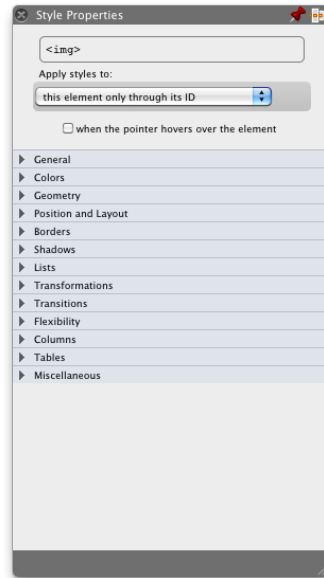 Style Properties
<img>
Apply styles to:
this element only through its ID
when the pointer hovers over the element
General
Colors
Geometry
Position and Layout
Borders
Shadows
Lists
Transformations
Transitions
Flexibility
Columns
Tables
Miscellaneous